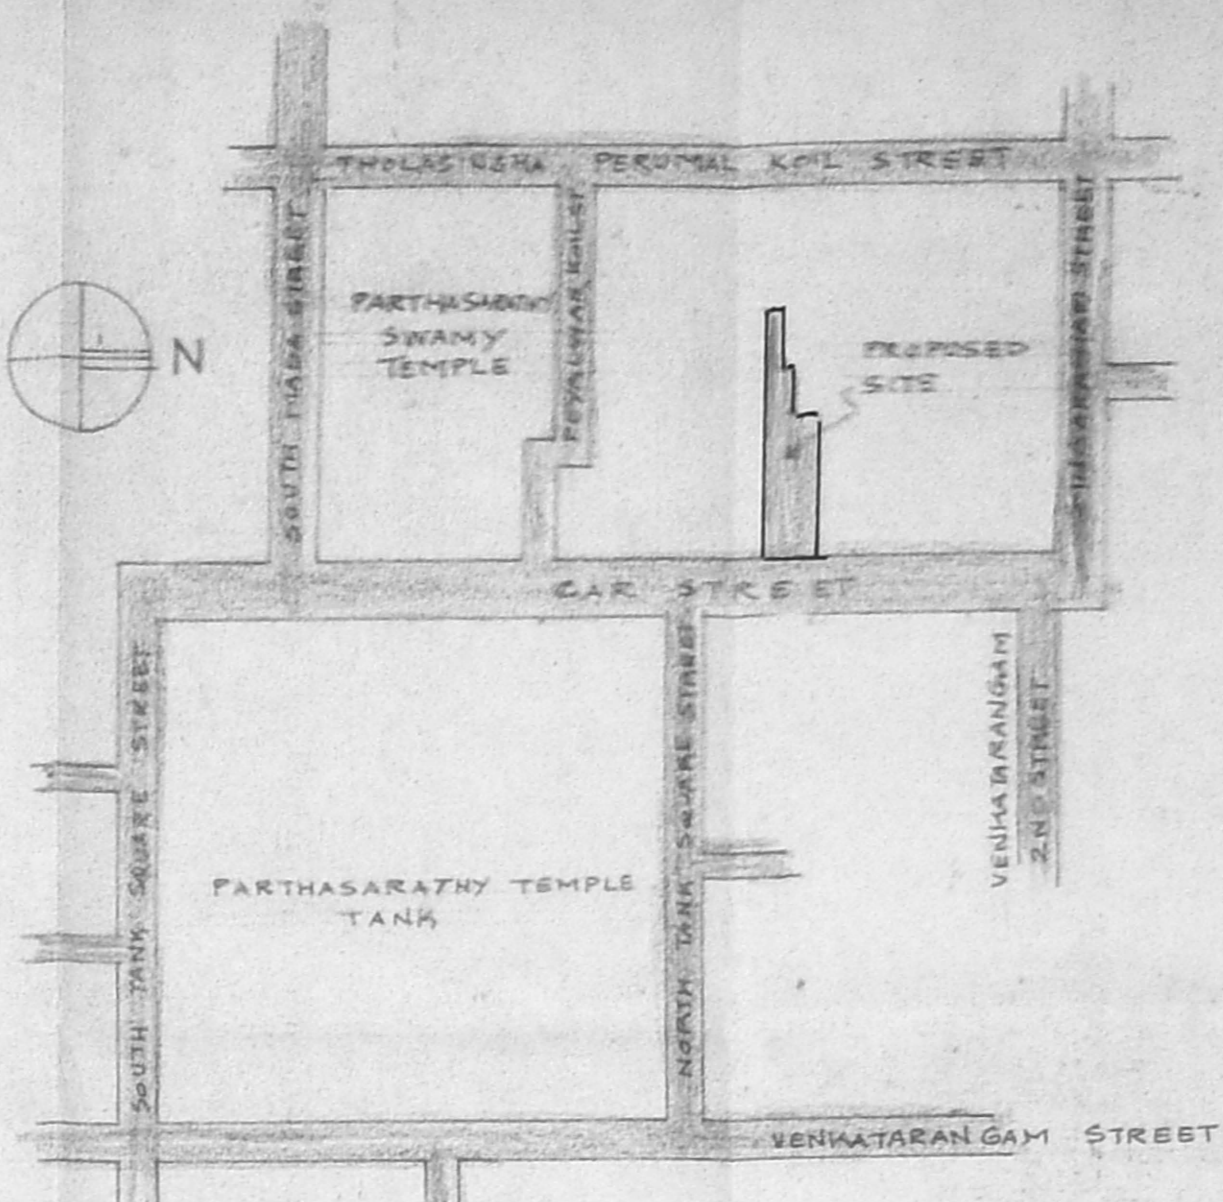 THOLASINGHA PERUMAL KOIL STREET
SOUTH MADA STREET
PEYALWAR KOIL ST
PARTHASARATHY
SWAMY
TEMPLE
N
PROPOSED
SITE
STREET
CAR STREET
SOUTH TANK SQUARE STREET
NORTH TANK SQUARE STREET
VENKATARANGAM
2ND STREET
PARTHASARATHY TEMPLE
TANK
VENKATARANGAM STREET